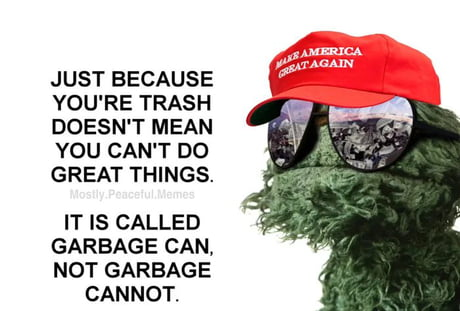 JUST BECAUSE
YOU'RE TRASH
DOESN'T MEAN
YOU CAN'T DO
GREAT THINGS.
Mostly.Peaceful.Memes
IT IS CALLED
GARBAGE CAN,
NOT GARBAGE
CANNOT.
MAKE AMERICA
GREAT AGAIN